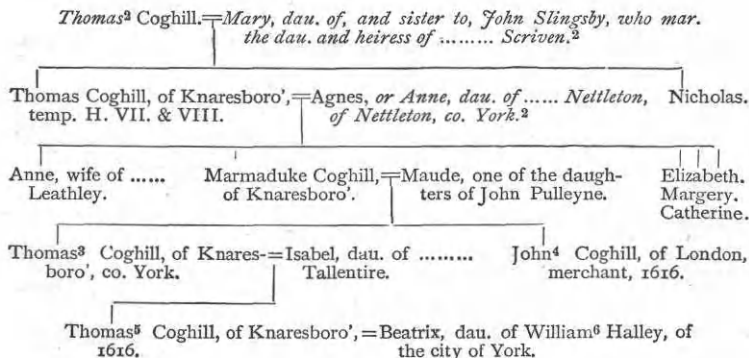 Thomas² Coghill.=Mary, dau. of, and sister to, John Slingsby, who mar.
the dau. and heiress of ......... Scriven.²
Thomas Coghill, of Knaresboro',=Agnes, or Anne, dau. of ...... Nettleton, Nicholas.
temp. H. VII. & VIII. of Nettleton, co. York.²
Anne, wife of ...... Marmaduke Coghill,=Maude, one of the daugh- Elizabeth.
Leathley. of Knaresboro'. ters of John Pulleyne. Margery.
Catherine.
Thomas³ Coghill, of Knares-=Isabel, dau. of ......... John⁴ Coghill, of London,
boro', co. York. Tallentire. merchant, 1616.
Thomas⁵ Coghill, of Knaresboro',=Beatrix, dau. of William⁶ Halley, of
1616. the city of York.